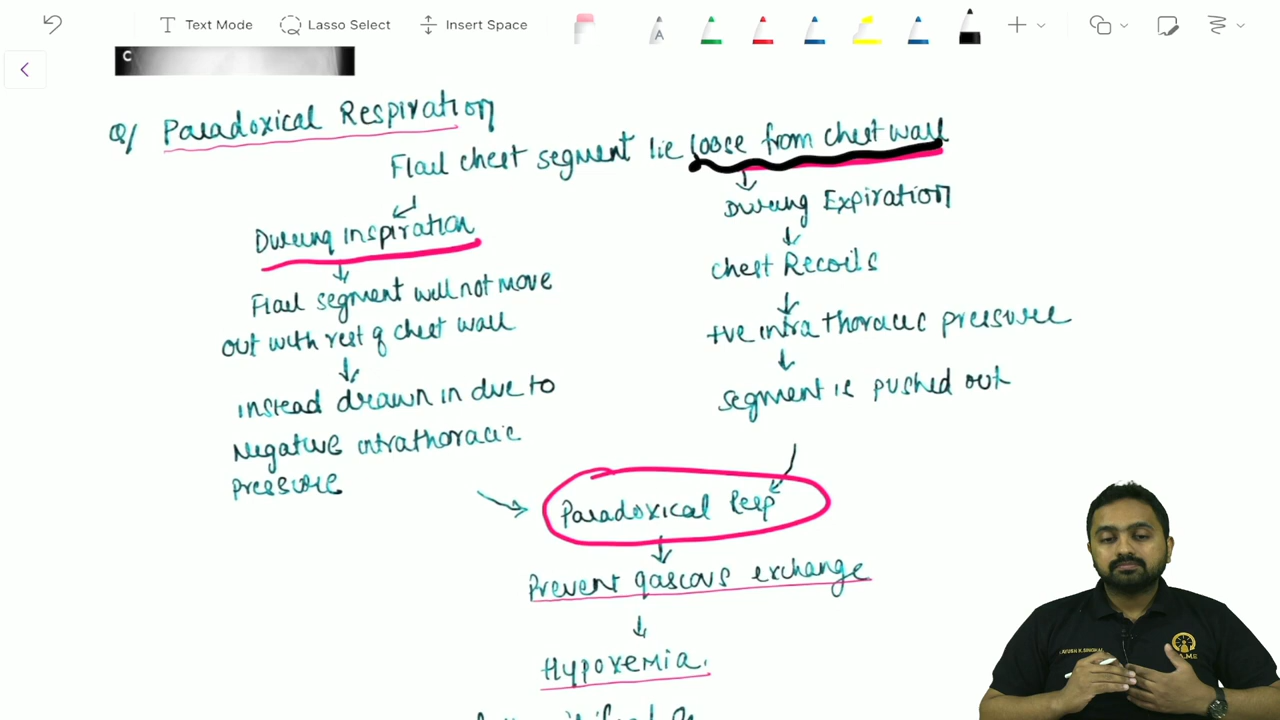 Text Mode
Lasso Select
Insert Space
A
C
Q/ Paradoxical Respiration
Flail chest segment lie loose from chest wall
During inspiration
Flail segment will not move
out with rest of chest wall
instead drawn in due to
Negative intrathoracic
pressure
During Expiration
chest Recoils
+ve intra thoracic pressure
segment is pushed out
Paradoxical Resp
Prevent gaseous exchange
Hypoxemia.